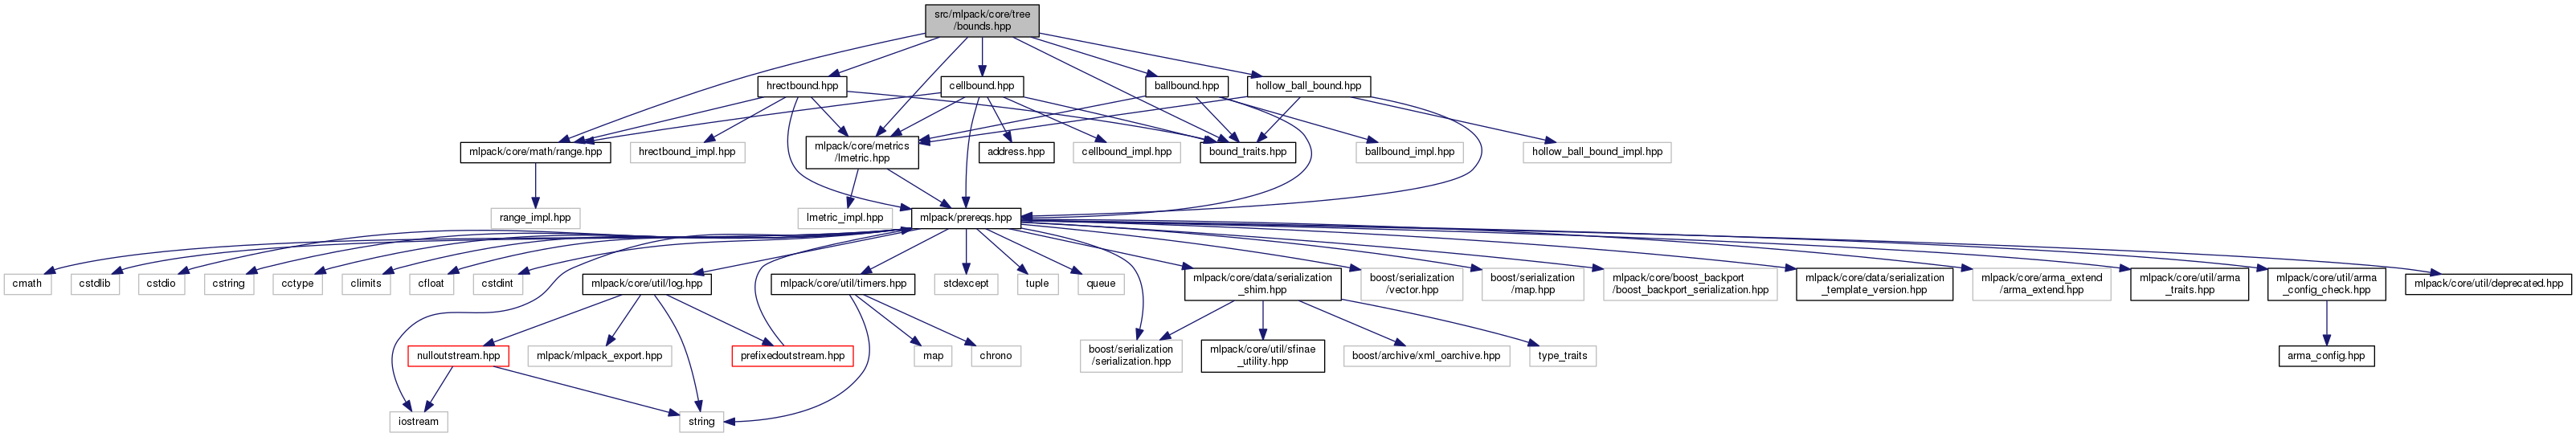 src/mlpack/core/tree
/bounds.hpp
hrectbound.hpp
cellbound.hpp
ballbound.hpp
hollow_ball_bound.hpp
mlpack/core/math/range.hpp
hrectbound_impl.hpp
mlpack/core/metrics
/lmetric.hpp
address.hpp
cellbound_impl.hpp
bound_traits.hpp
ballbound_impl.hpp
hollow_ball_bound_impl.hpp
range_impl.hpp
lmetric_impl.hpp
mlpack/prereqs.hpp
cmath
cstdlib
cstdio
cstring
cctype
climits
cfloat
cstdint
mlpack/core/util/log.hpp
mlpack/core/util/timers.hpp
stdexcept
tuple
queue
mlpack/core/data/serialization
_shim.hpp
boost/serialization
/vector.hpp
boost/serialization
/map.hpp
mlpack/core/boost_backport
/boost_backport_serialization.hpp
mlpack/core/data/serialization
_template_version.hpp
mlpack/core/arma_extend
/arma_extend.hpp
mlpack/core/util/arma
_traits.hpp
mlpack/core/util/arma
_config_check.hpp
mlpack/core/util/deprecated.hpp
nulloutstream.hpp
mlpack/mlpack_export.hpp
prefixedoutstream.hpp
map
chrono
boost/serialization
/serialization.hpp
mlpack/core/util/sfinae
_utility.hpp
boost/archive/xml_oarchive.hpp
type_traits
arma_config.hpp
iostream
string